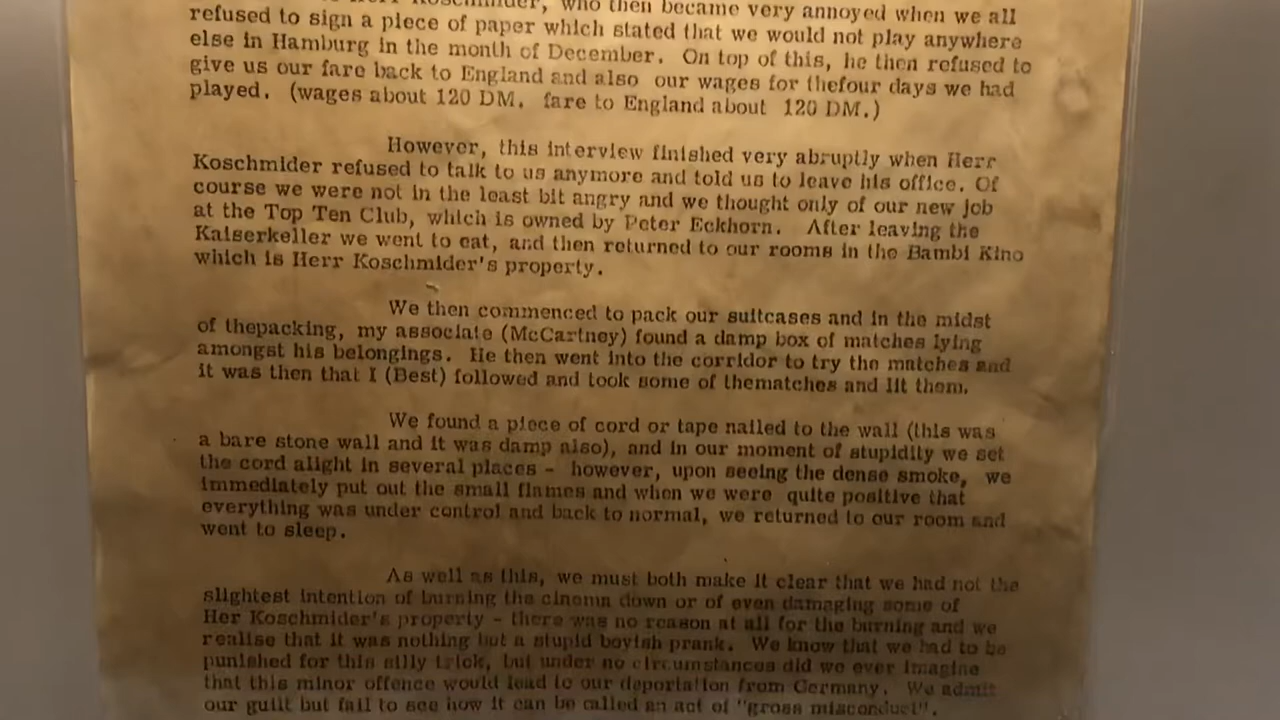 Herr Koschmider, who then became very annoyed when we all
refused to sign a piece of paper which stated that we would not play anywhere
else in Hamburg in the month of December. On top of this, he then refused to
give us our fare back to England and also our wages for thefour days we had
played. (wages about 120 DM. fare to England about 120 DM.)
However, this interview finished very abruptly when Herr
Koschmider refused to talk to us anymore and told us to leave his office. Of
course we were not in the least bit angry and we thought only of our new job
at the Top Ten Club, which is owned by Peter Eckhorn. After leaving the
Kaiserkeller we went to eat, and then returned to our rooms in the Bambi Kino
which is Herr Koschmider's property.
We then commenced to pack our suitcases and in the midst
of thepacking, my associate (McCartney) found a damp box of matches lying
amongst his belongings. He then went into the corridor to try the matches and
it was then that I (Best) followed and took some of thematches and lit them.
We found a piece of cord or tape nailed to the wall (this was
a bare stone wall and it was damp also), and in our moment of stupidity we set
the cord alight in several places - however, upon seeing the dense smoke, we
immediately put out the small flames and when we were quite positive that
everything was under control and back to normal, we returned to our room and
went to sleep.
As well as this, we must both make it clear that we had not the
slightest intention of burning the cinema down or of even damaging some of
Her Koschmider's property - there was no reason at all for the burning and we
realise that it was nothing but a stupid boyish prank. We know that we had to be
punished for this silly trick, but under no circumstances did we ever imagine
that this minor offence would lead to our deportation from Germany. We admit
our guilt but fail to see how it can be called an act of "gross misconduct".